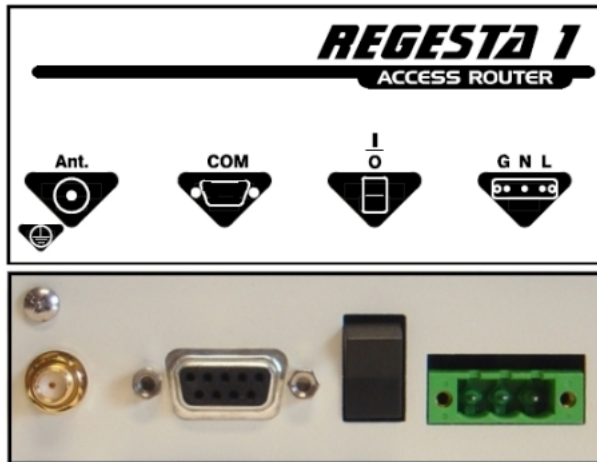 REGESTA 1
ACCESS ROUTER
Ant.
COM
I
O
G N L